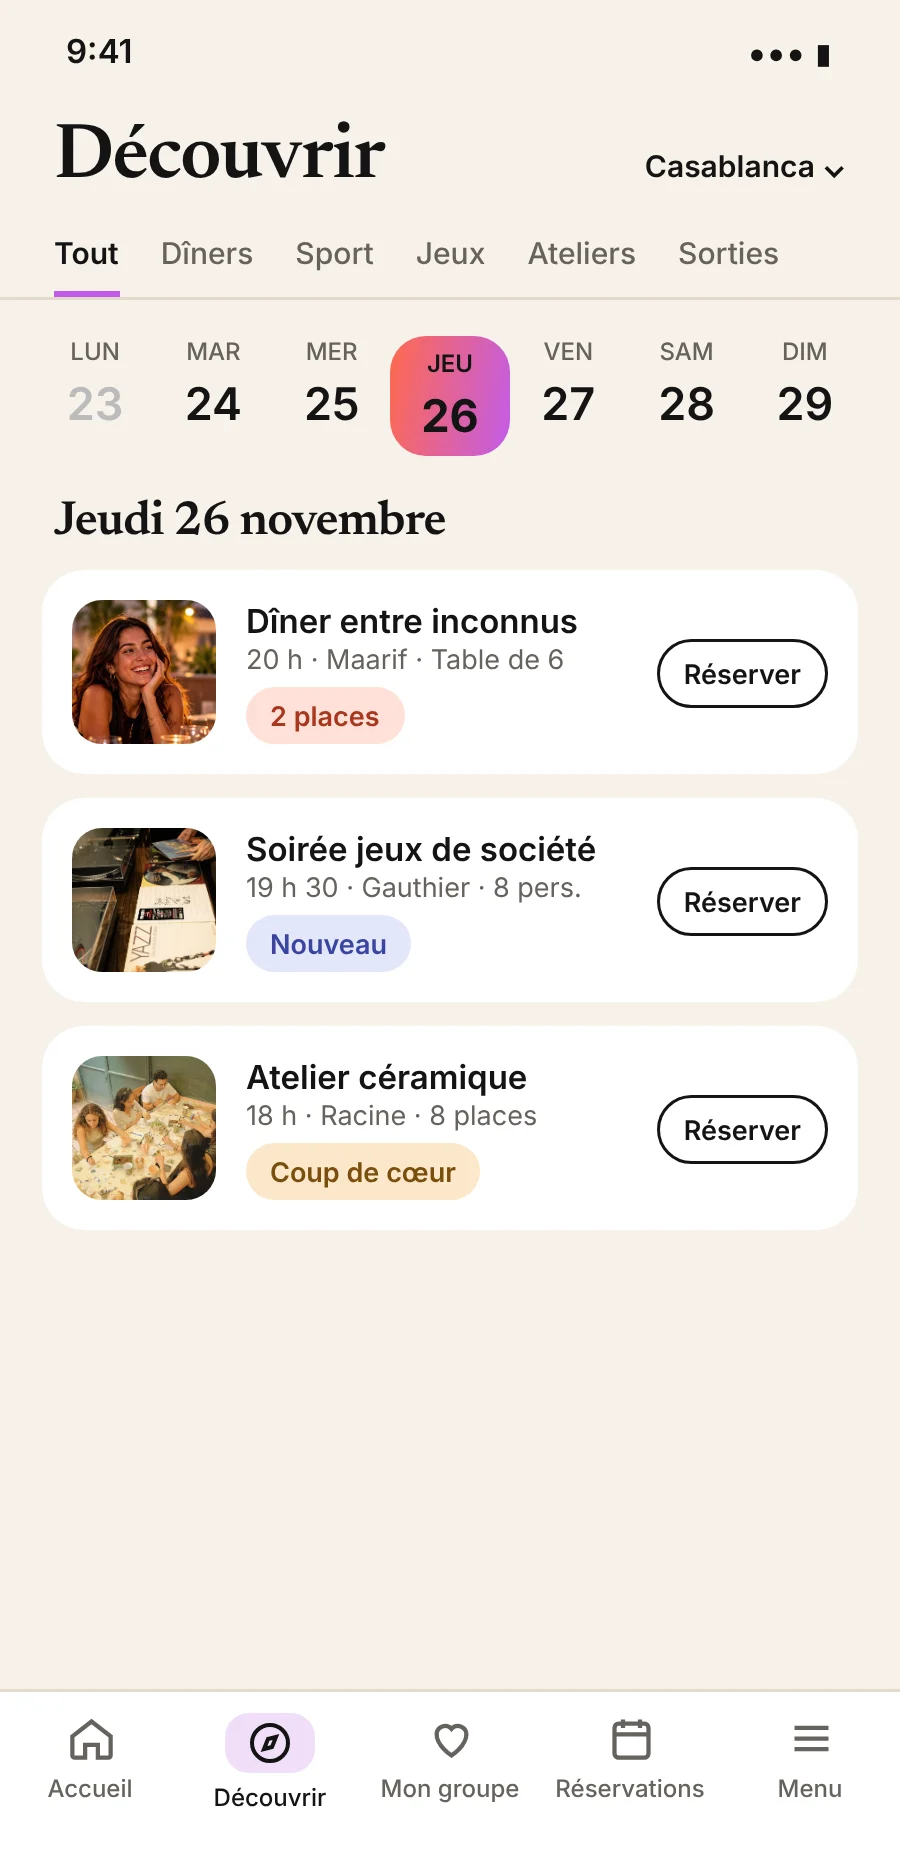 9:41
Découvrir
Casablanca
Tout Dîners Sport Jeux Ateliers Sorties
LUN MAR MER JEU VEN SAM DIM
23 24 25 26 27 28 29
Jeudi 26 novembre
Dîner entre inconnus
20 h · Maarif · Table de 6
2 places
Réserver
Soirée jeux de société
19 h 30 · Gauthier · 8 pers.
Nouveau
Réserver
YAZZ
Atelier céramique
18 h · Racine · 8 places
Coup de cœur
Réserver
Accueil Découvrir Mon groupe Réservations Menu